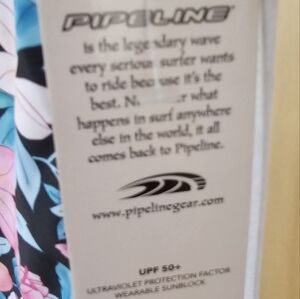 PIPELINE
is the legendary wave
every serious surfer wants
to ride because it's the
best. what
happens in surf anywhere
else in the world, it all
comes back to Pipeline.
www.pipelinegear.com
UPF 50+
ULTRAVIOLET PROTECTION FACTOR
WEARABLE SUNBLOCK